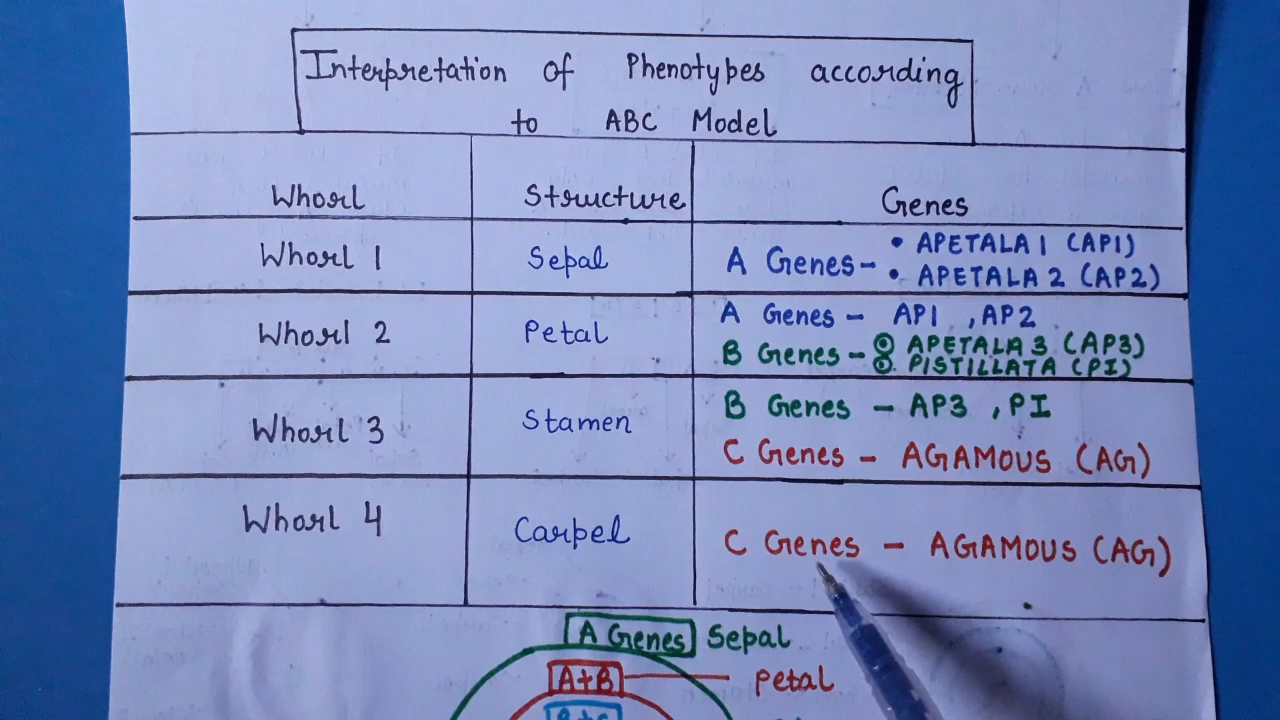 Interpretation of Phenotypes according
to ABC Model
Whorl Structure Genes
Whorl 1 Sepal A Genes- • APETALA 1 (AP1)
• APETALA 2 (AP2)
Whorl 2 Petal A Genes - AP1 , AP2
B Genes - APETALA 3 (AP3)
PISTILLATA (PI)
Whorl 3 Stamen B Genes - AP3 , PI
C Genes - AGAMOUS (AG)
Whorl 4 Carpel C Genes - AGAMOUS (AG)
A Genes Sepal
A+B Petal